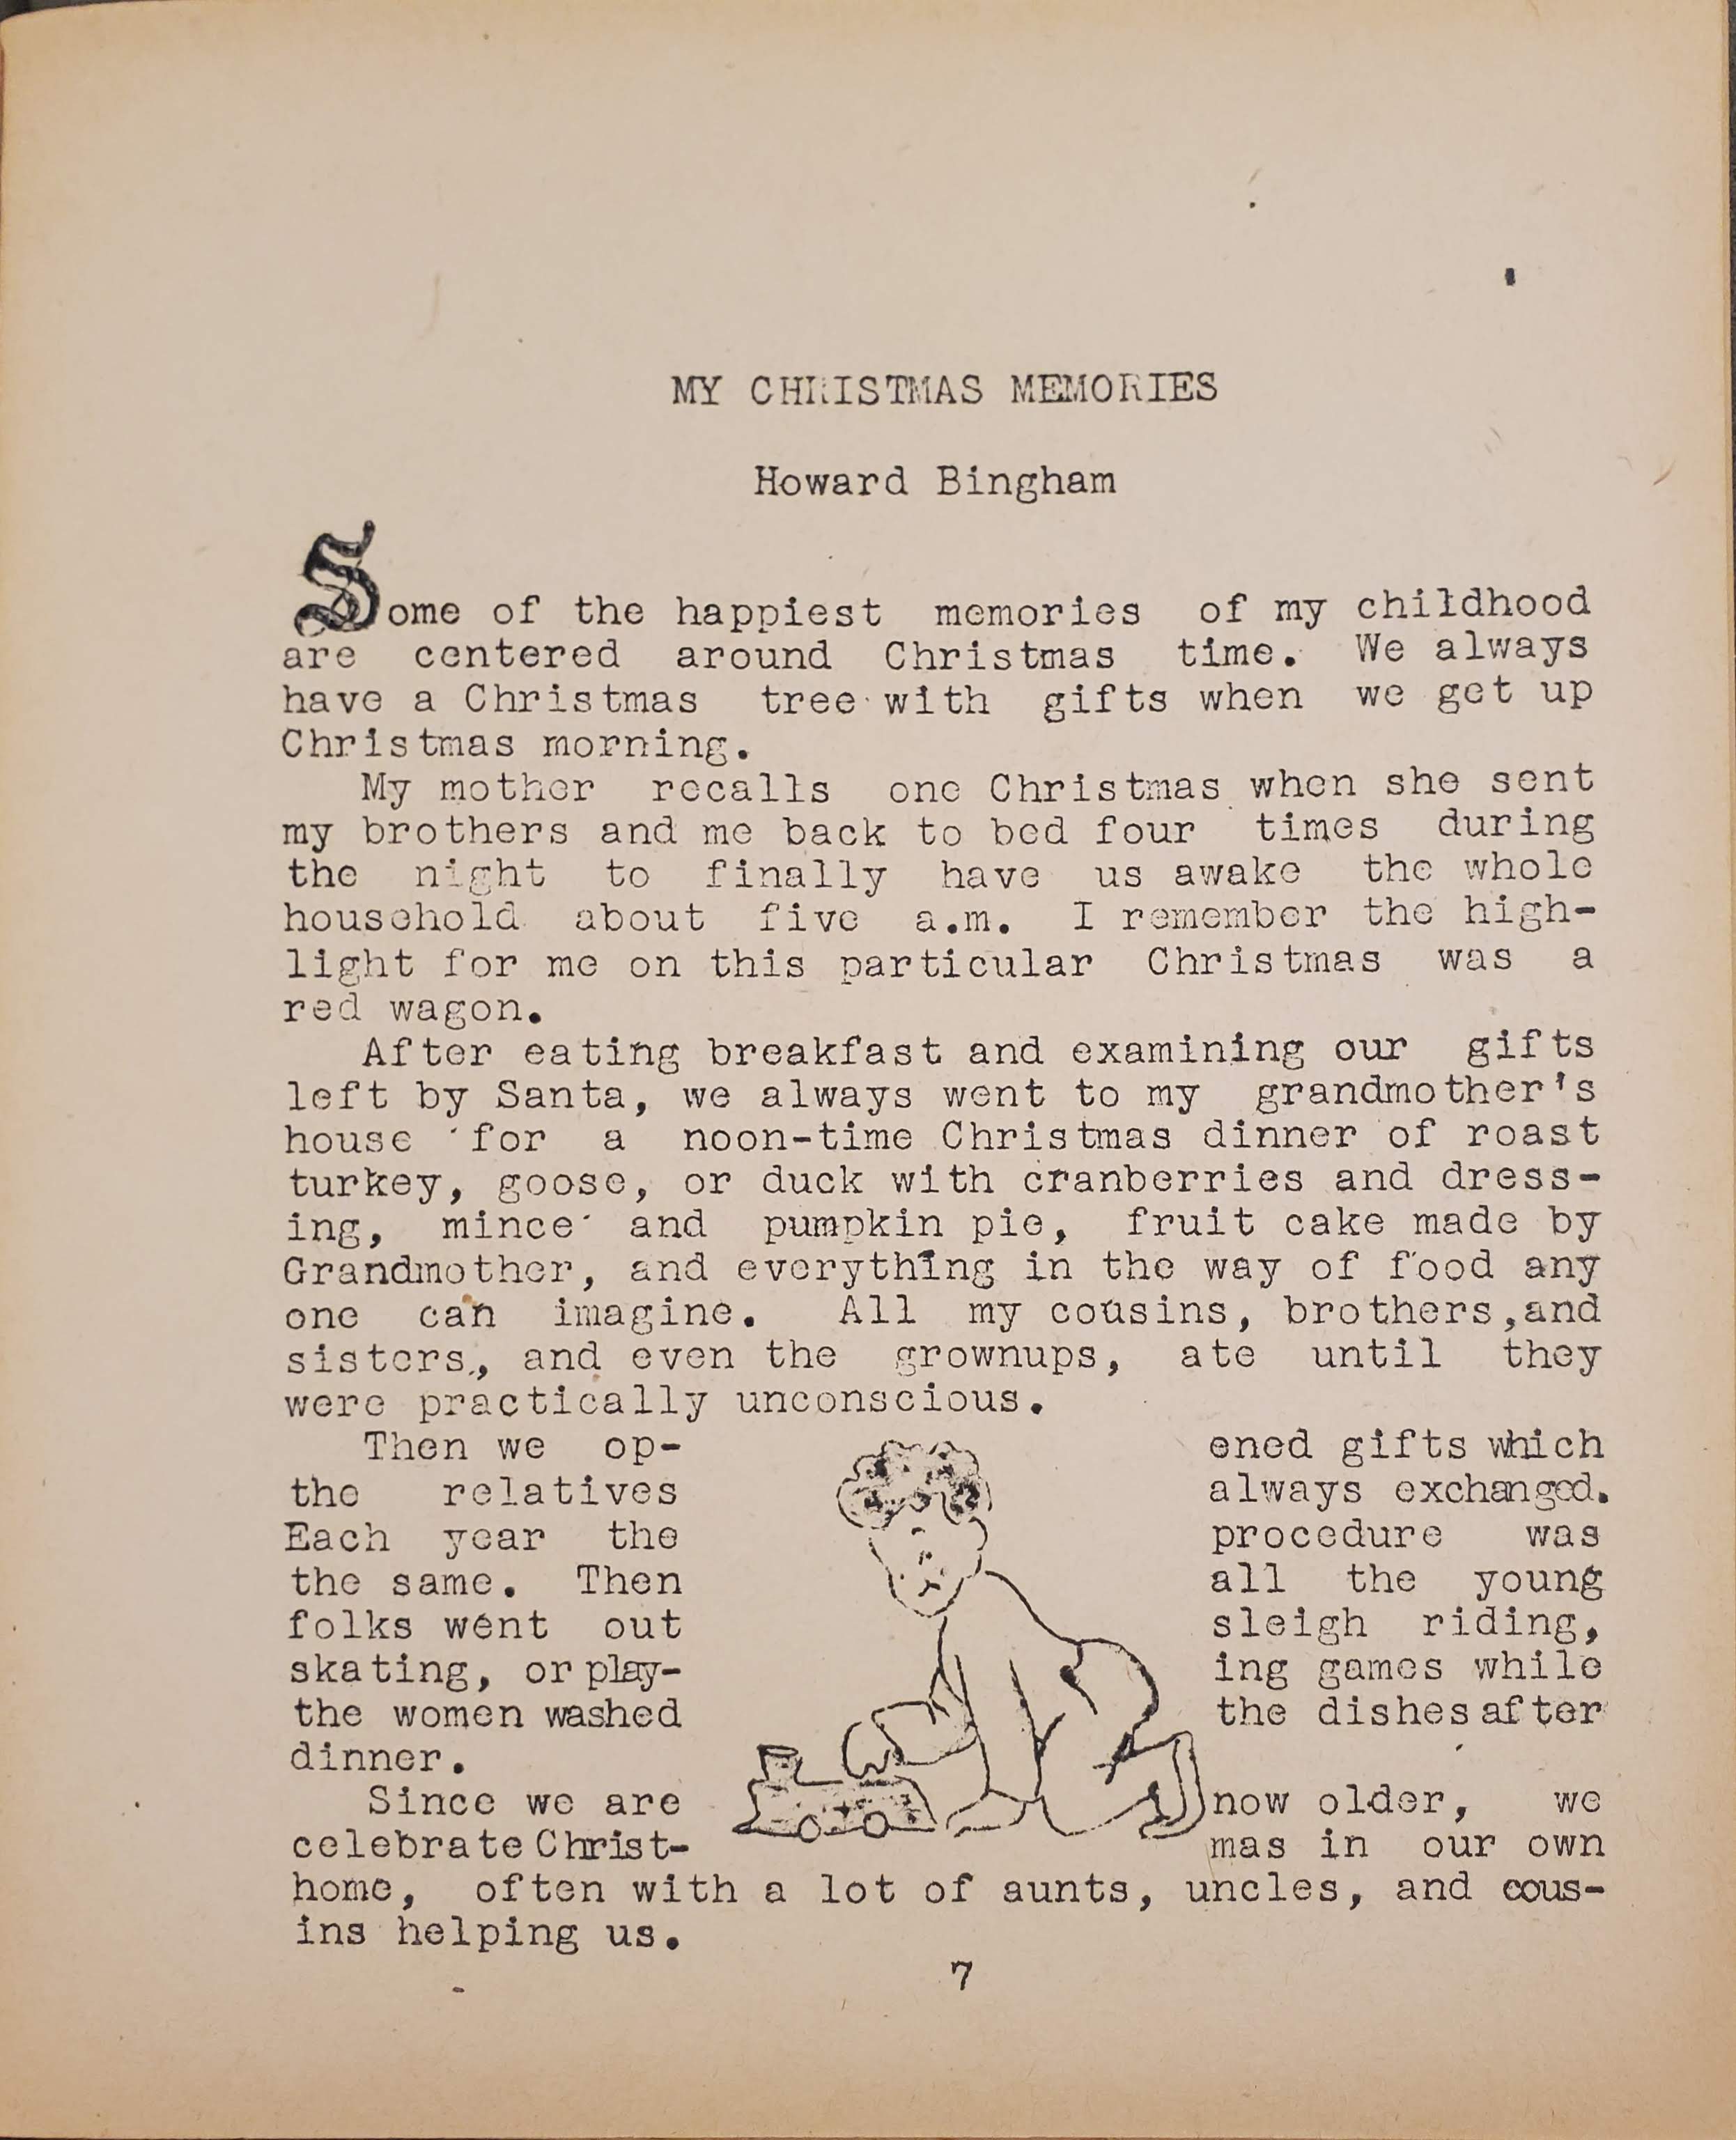 MY CHRISTMAS MEMORIES
Howard Bingham
Some of the happiest memories of my childhood
are centered around Christmas time. We always
have a Christmas tree with gifts when we get up
Christmas morning.
My mother recalls one Christmas when she sent
my brothers and me back to bed four times during
the night to finally have us awake the whole
household about five a.m. I remember the high-
light for me on this particular Christmas was a
red wagon.
After eating breakfast and examining our gifts
left by Santa, we always went to my grandmother's
house for a noon-time Christmas dinner of roast
turkey, goose, or duck with cranberries and dress-
ing, mince and pumpkin pie, fruit cake made by
Grandmother, and everything in the way of food any
one can imagine. All my cousins, brothers,and
sisters, and even the grownups, ate until they
were practically unconscious.
Then we op- ened gifts which
the relatives always exchanged.
Each year the procedure was
the same. Then all the young
folks went out sleigh riding,
skating, or play- ing games while
the women washed the dishes after
dinner.
Since we are now older, we
celebrate Christ- mas in our own
home, often with a lot of aunts, uncles, and cous-
ins helping us.
7